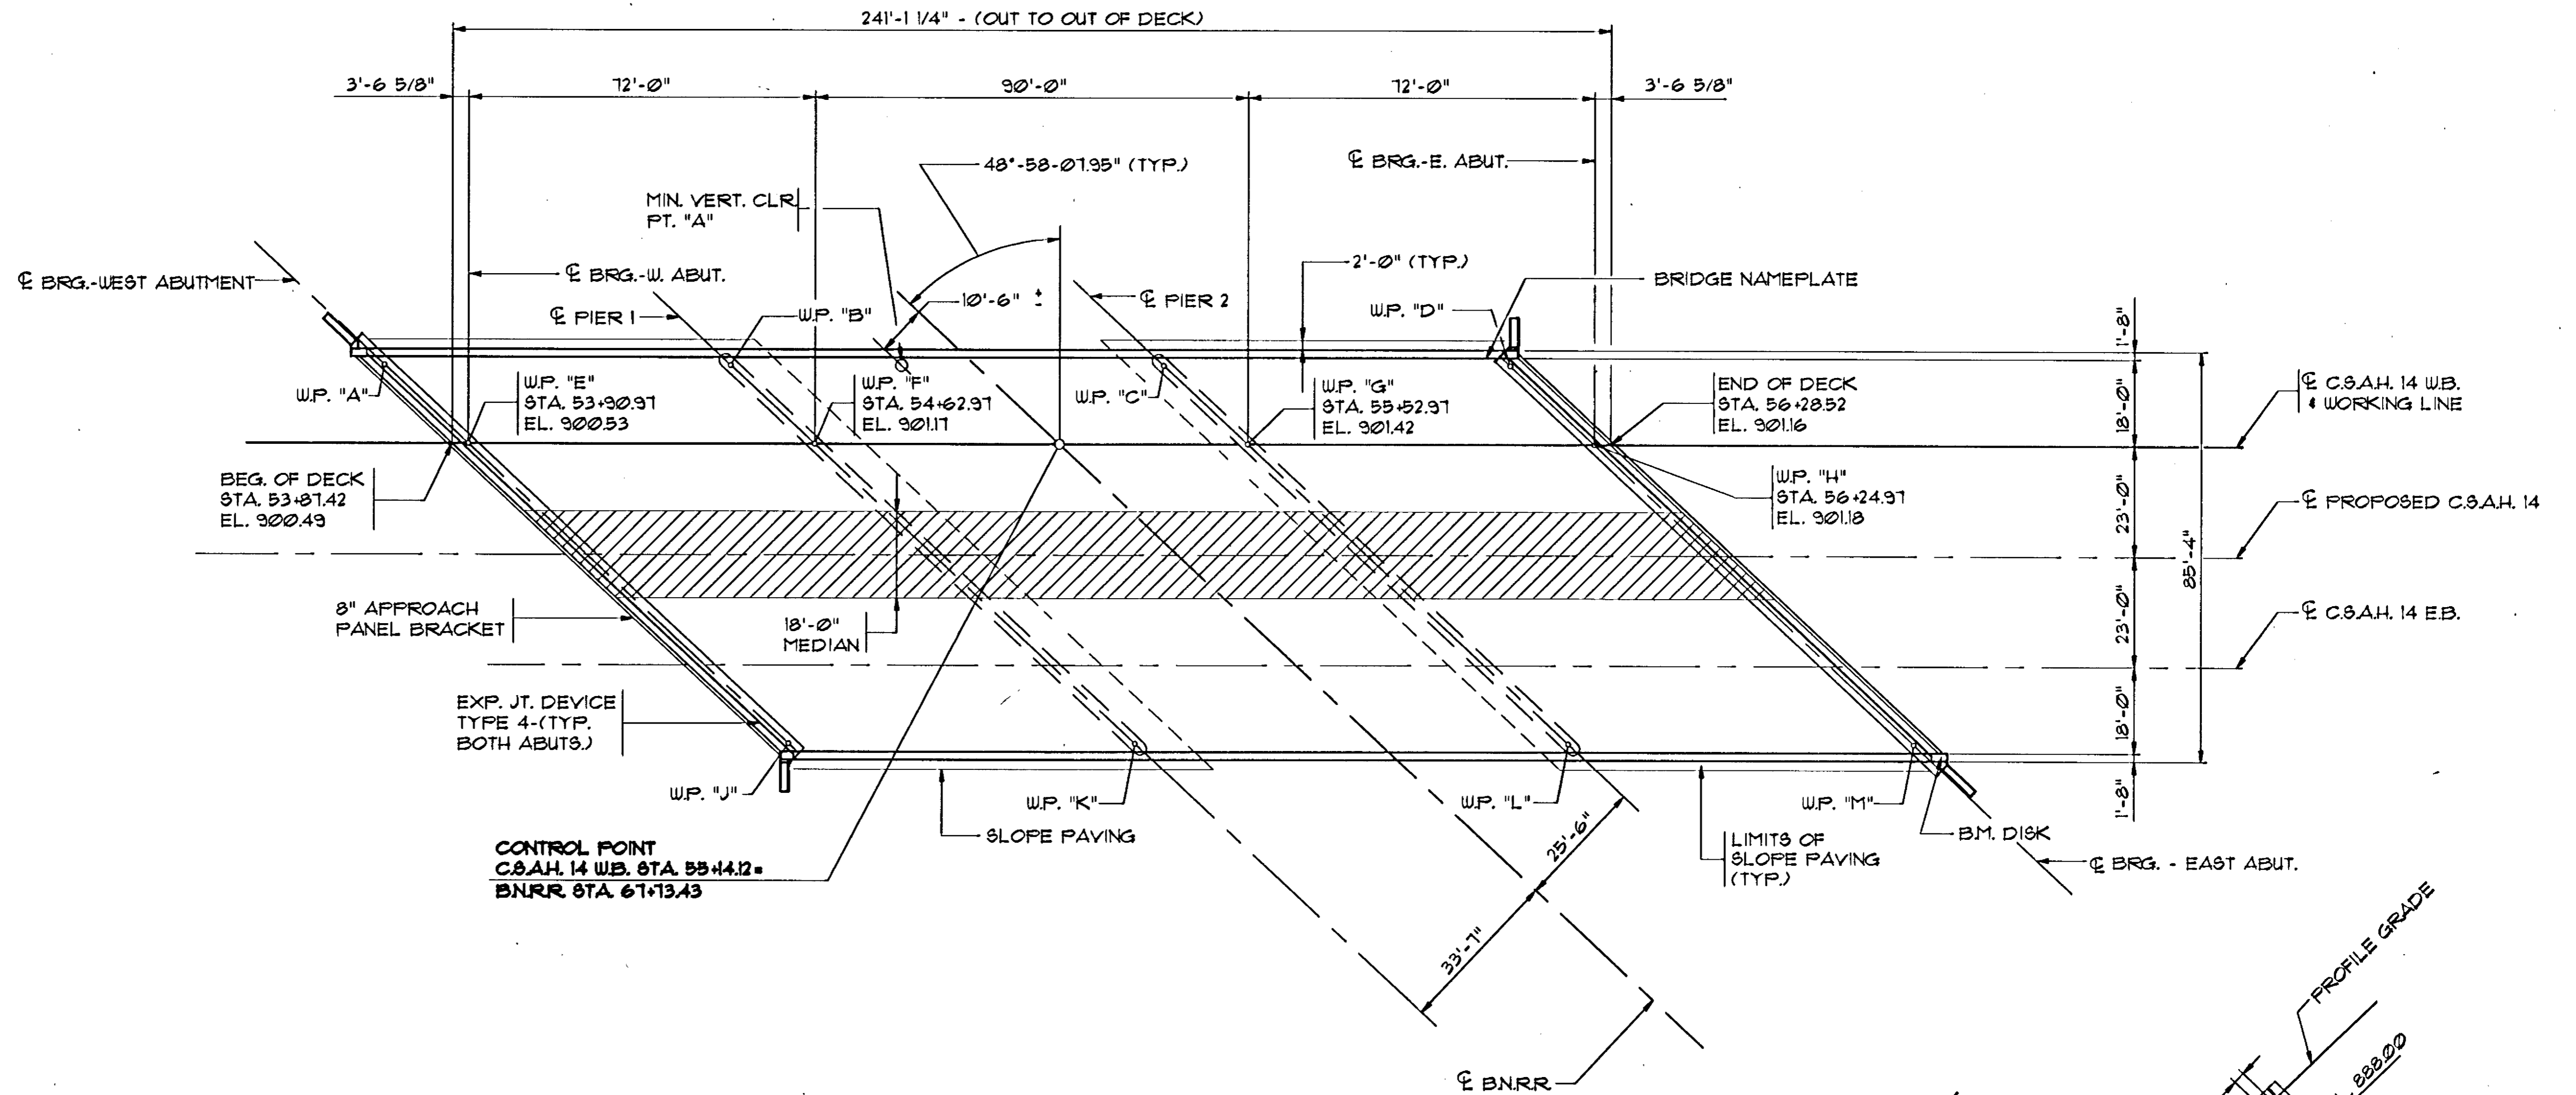 241'-1 1/4" - (OUT TO OUT OF DECK)
3'-6 5/8"
72'-0"
90'-0"
72'-0"
3'-6 5/8"
48°-58-07.95" (TYP.)
℄ BRG.-E. ABUT.
MIN. VERT. CLR
PT. "A"
℄ BRG.-WEST ABUTMENT
℄ BRG.-W. ABUT.
2'-0" (TYP.)
BRIDGE NAMEPLATE
10'-6" ±
℄ PIER 2
℄ PIER 1
W.P. "B"
W.P. "D"
1'-8"
W.P. "A"
W.P. "E"
STA. 53+90.97
EL. 900.53
W.P. "F"
STA. 54+62.97
EL. 901.17
W.P. "C"
W.P. "G"
STA. 55+52.97
EL. 901.42
END OF DECK
STA. 56+28.52
EL. 901.16
18'-0"
℄ C.S.A.H. 14 W.B.
& WORKING LINE
BEG. OF DECK
STA. 53+87.42
EL. 900.49
W.P. "H"
STA. 56+24.97
EL. 901.18
23'-0"
℄ PROPOSED C.S.A.H. 14
85'-4"
8" APPROACH
PANEL BRACKET
18'-0"
MEDIAN
23'-0"
℄ C.S.A.H. 14 E.B.
EXP. JT. DEVICE
TYPE 4-(TYP.
BOTH ABUTS.)
18'-0"
W.P. "J"
W.P. "K"
W.P. "L"
W.P. "M"
1'-8"
SLOPE PAVING
B.M. DISK
LIMITS OF
SLOPE PAVING
(TYP.)
25'-6"
℄ BRG. - EAST ABUT.
CONTROL POINT
C.S.A.H. 14 W.B. STA. 55+14.12=
B.N.R.R. STA. 67+73.43
33'-7"
PROFILE GRADE
888.00
℄ B.N.R.R.